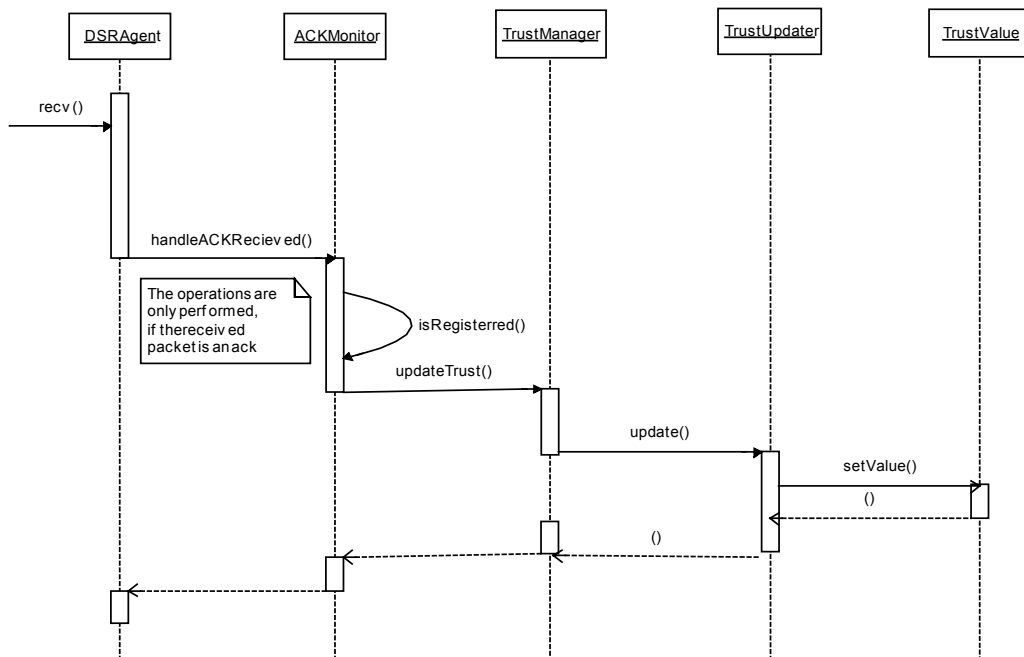 DSRAgent
ACKMonitor
TrustManager
TrustUpdater
TrustValue
recv()
handleACKRecieved()
The operations are
only performed,
if thereceived
packet is an ack
isRegisterred()
updateTrust()
update()
setValue()
()
()